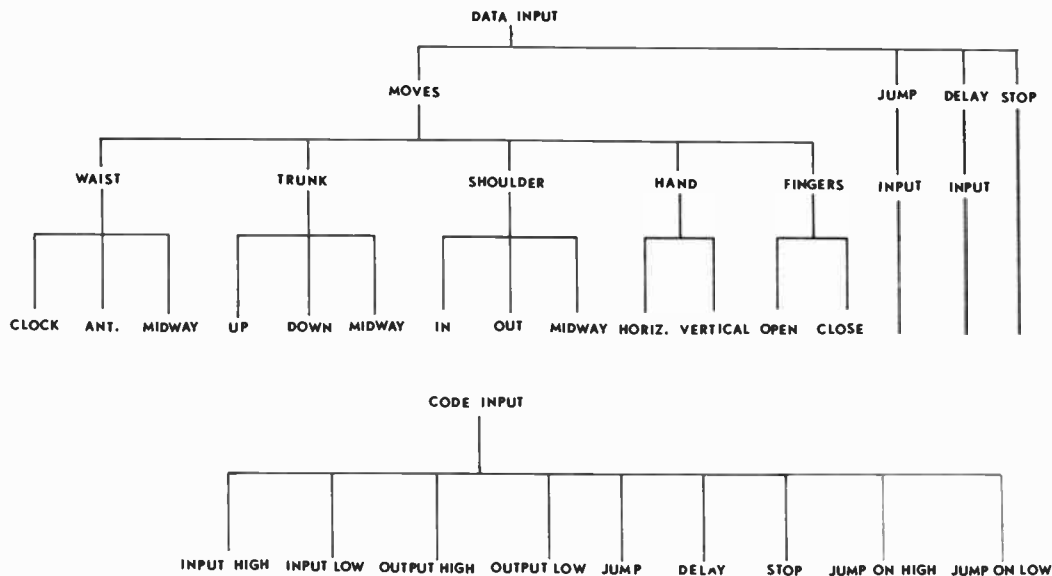 DATA INPUT
MOVES JUMP DELAY STOP
WAIST TRUNK SHOULDER HAND FINGERS INPUT INPUT
CLOCK ANT. MIDWAY UP DOWN MIDWAY IN OUT MIDWAY HORIZ. VERTICAL OPEN CLOSE
CODE INPUT
INPUT HIGH INPUT LOW OUTPUT HIGH OUTPUT LOW JUMP DELAY STOP JUMP ON HIGH JUMP ON LOW